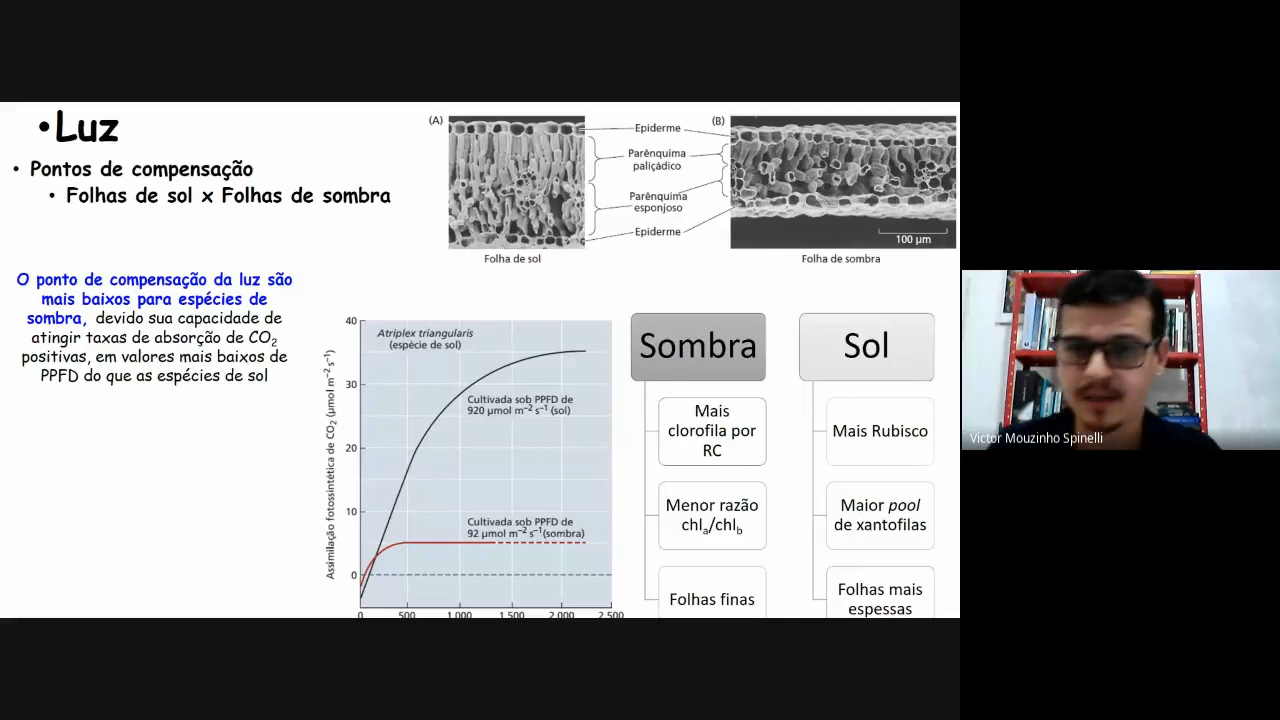 •Luz
• Pontos de compensação
• Folhas de sol x Folhas de sombra
O ponto de compensação da luz são
mais baixos para espécies de
sombra, devido sua capacidade de
atingir taxas de absorção de CO₂
positivas, em valores mais baixos de
PPFD do que as espécies de sol
(A)
(B)
Epiderme
Parênquima
paliçádico
Parênquima
esponjoso
Epiderme
100 µm
Folha de sol
Folha de sombra
Assimilação fotossintética de CO₂ (µmol m⁻² s⁻¹)
40
30
20
10
0
Atriplex triangularis
(espécie de sol)
Cultivada sob PPFD de
920 µmol m⁻² s⁻¹ (sol)
Cultivada sob PPFD de
92 µmol m⁻² s⁻¹(sombra)
0 500 1.000 1.500 2.000 2.500
Sombra
Mais
clorofila por
RC
Menor razão
chlₐ/chl_b
Folhas finas
Sol
Mais Rubisco
Maior pool
de xantofilas
Folhas mais
espessas
Victor Mouzinho Spinelli